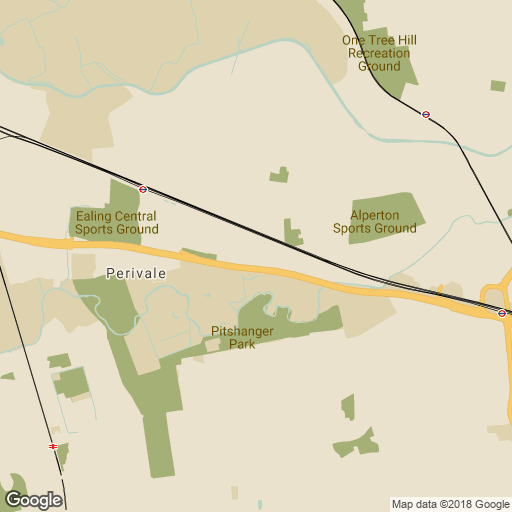 One Tree Hill
Recreation
Ground
Ealing Central
Sports Ground
Alperton
Sports Ground
Perivale
Pitshanger
Park
Google
Map data ©2018 Google
Google